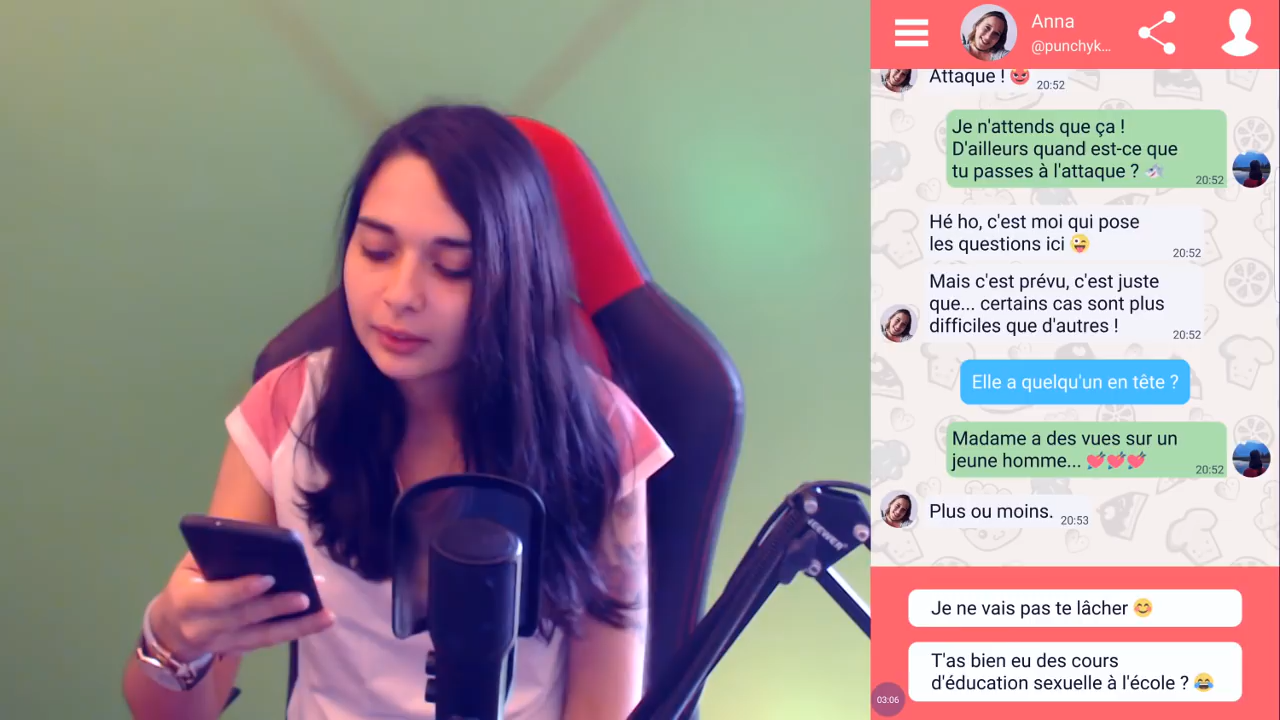 Anna
@punchyk...
Attaque ! 😡
20:52
Je n'attends que ça !
D'ailleurs quand est-ce que
tu passes à l'attaque ? 🦈
20:52
Hé ho, c'est moi qui pose
les questions ici 😜
20:52
Mais c'est prévu, c'est juste
que... certains cas sont plus
difficiles que d'autres !
20:52
Elle a quelqu'un en tête ?
Madame a des vues sur un
jeune homme... 💘💘💘
20:52
Plus ou moins.
20:53
Je ne vais pas te lâcher 😊
T'as bien eu des cours
d'éducation sexuelle à l'école ? 😂
03:06
NEEWER